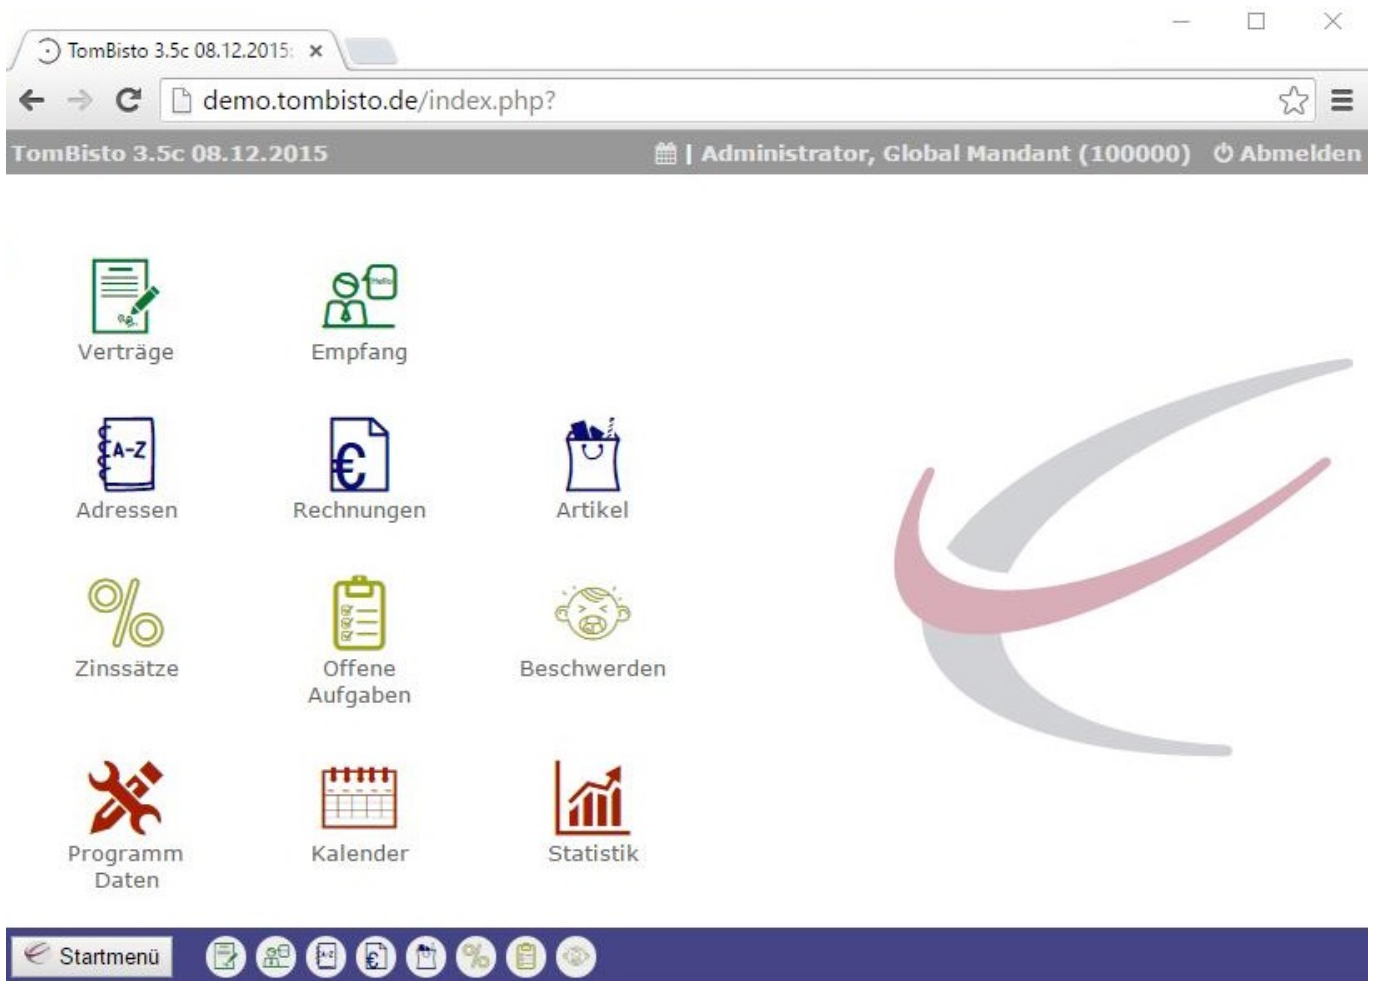 TomBisto 3.5c 08.12.2015:
demo.tombisto.de/index.php?
TomBisto 3.5c 08.12.2015 | Administrator, Global Mandant (100000) Abmelden
Hello
Verträge Empfang
A-Z €
Adressen Rechnungen Artikel
%
Zinssätze Offene Aufgaben Beschwerden
Programm Daten Kalender Statistik
Startmenü A-Z € %